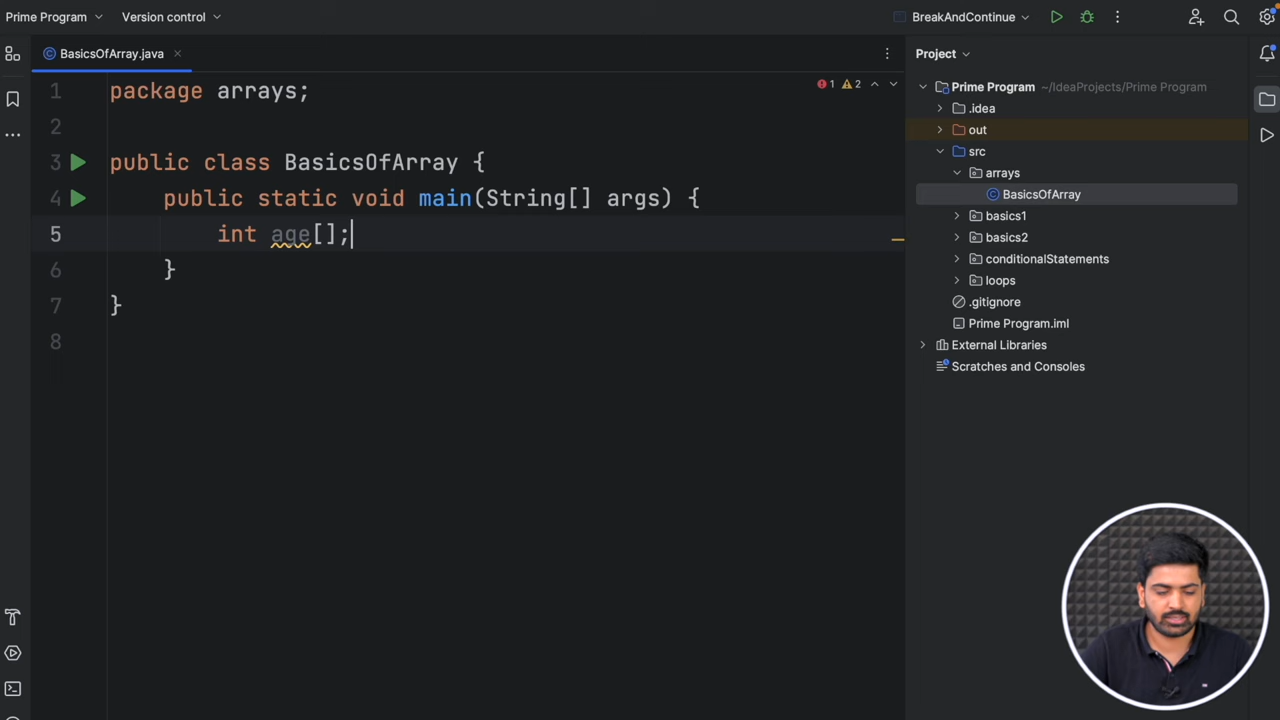 Prime Program
Version control
BreakAndContinue
BasicsOfArray.java
Project
1 package arrays;
1
2
2
3 public class BasicsOfArray {
4 public static void main(String[] args) {
5 int age[];
6 }
7 }
8
Prime Program ~/IdeaProjects/Prime Program
.idea
out
src
arrays
BasicsOfArray
basics1
basics2
conditionalStatements
loops
.gitignore
Prime Program.iml
External Libraries
Scratches and Consoles